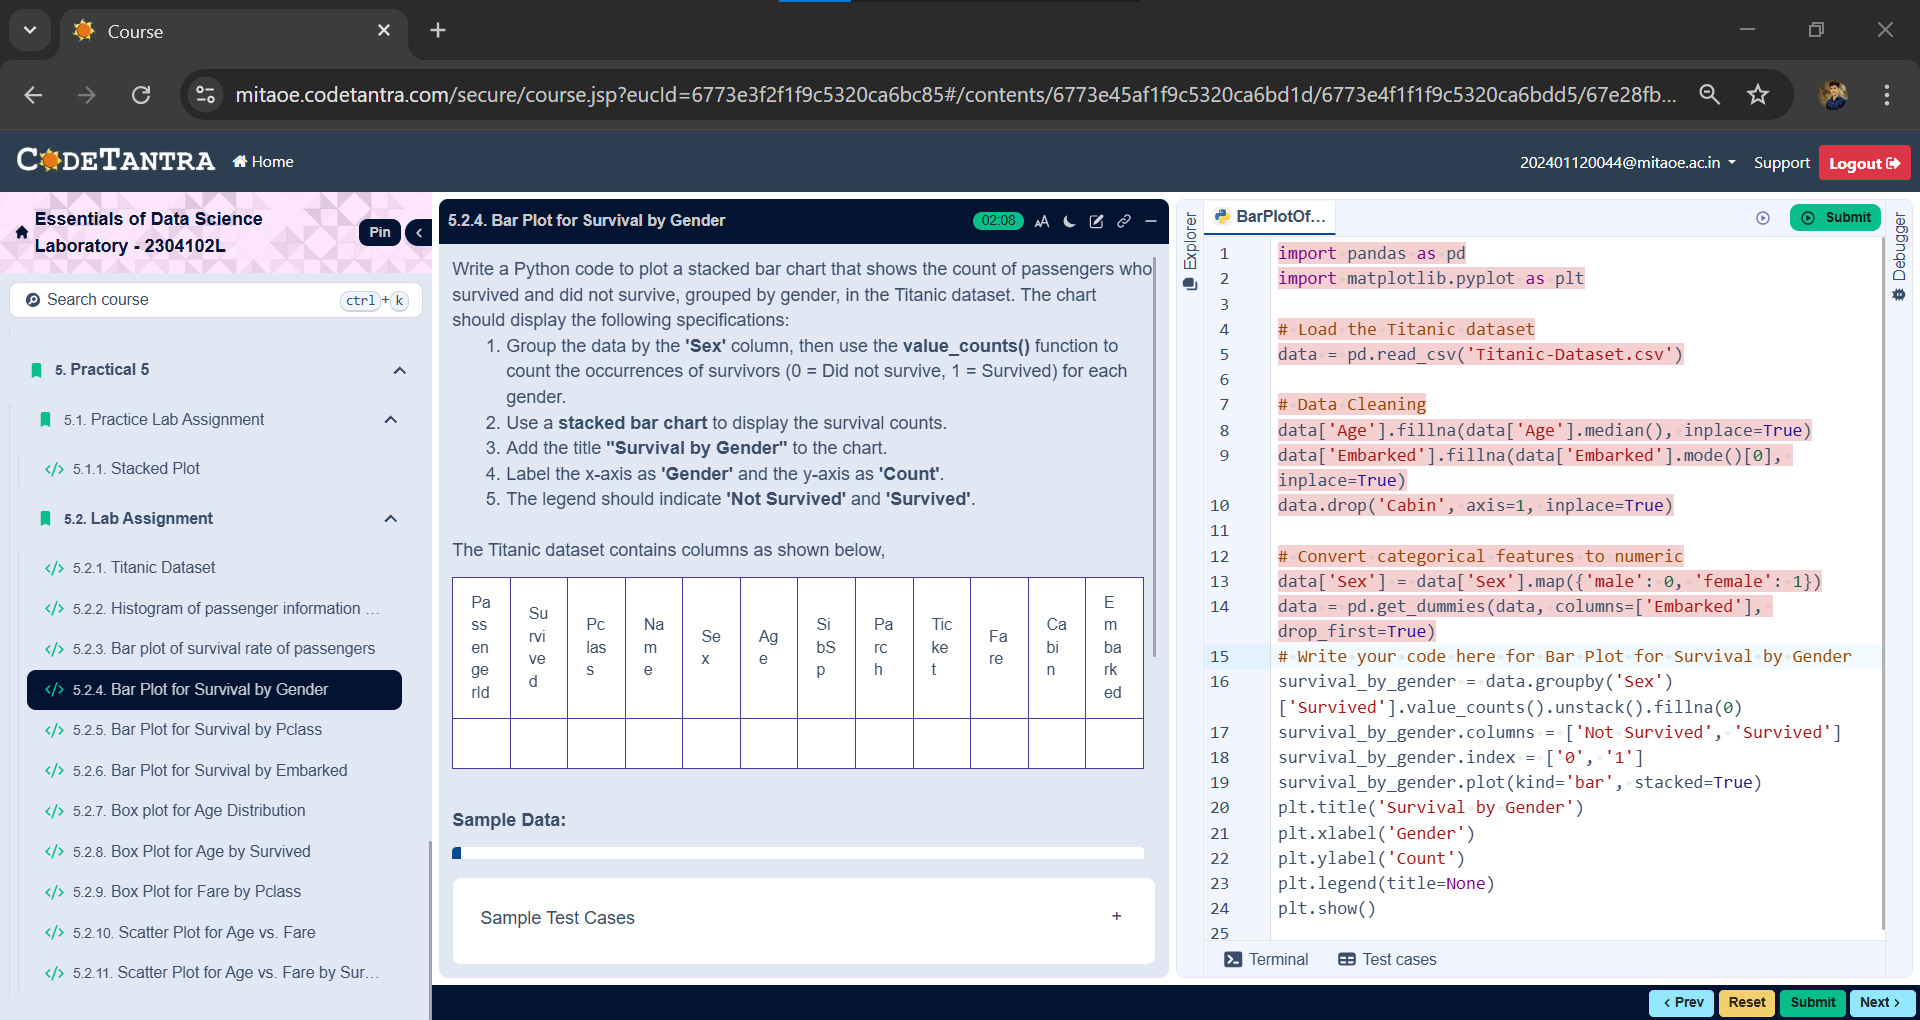 Course
mitaoe.codetantra.com/secure/course.jsp?eucId=6773e3f2f1f9c5320ca6bc85#/contents/6773e45af1f9c5320ca6bd1d/6773e4f1f1f9c5320ca6bdd5/67e28fb...
CODETANTRA
Home
202401120044@mitaoe.ac.in
Support
Logout
Essentials of Data Science
Laboratory - 2304102L
Pin
Search course
ctrl + k
5. Practical 5
5.1. Practice Lab Assignment
5.1.1. Stacked Plot
5.2. Lab Assignment
5.2.1. Titanic Dataset
5.2.2. Histogram of passenger information ...
5.2.3. Bar plot of survival rate of passengers
5.2.4. Bar Plot for Survival by Gender
5.2.5. Bar Plot for Survival by Pclass
5.2.6. Bar Plot for Survival by Embarked
5.2.7. Box plot for Age Distribution
5.2.8. Box Plot for Age by Survived
5.2.9. Box Plot for Fare by Pclass
5.2.10. Scatter Plot for Age vs. Fare
5.2.11. Scatter Plot for Age vs. Fare by Sur...
5.2.4. Bar Plot for Survival by Gender
02:08
AA
Write a Python code to plot a stacked bar chart that shows the count of passengers who
survived and did not survive, grouped by gender, in the Titanic dataset. The chart
should display the following specifications:
1. Group the data by the 'Sex' column, then use the value_counts() function to
count the occurrences of survivors (0 = Did not survive, 1 = Survived) for each
gender.
2. Use a stacked bar chart to display the survival counts.
3. Add the title "Survival by Gender" to the chart.
4. Label the x-axis as 'Gender' and the y-axis as 'Count'.
5. The legend should indicate 'Not Survived' and 'Survived'.
The Titanic dataset contains columns as shown below,
PassengerId Survived Pclass Name Sex Age SibSp Parch Ticket Fare Cabin Embarked
Sample Data:
Sample Test Cases
+
Explorer
BarPlotOf...
Submit
Debugger
1 import pandas as pd
2 import matplotlib.pyplot as plt
3
4 # Load the Titanic dataset
5 data = pd.read_csv('Titanic-Dataset.csv')
6
7 # Data Cleaning
8 data['Age'].fillna(data['Age'].median(), inplace=True)
9 data['Embarked'].fillna(data['Embarked'].mode()[0],
inplace=True)
10 data.drop('Cabin', axis=1, inplace=True)
11
12 # Convert categorical features to numeric
13 data['Sex'] = data['Sex'].map({'male': 0, 'female': 1})
14 data = pd.get_dummies(data, columns=['Embarked'],
drop_first=True)
15 # Write your code here for Bar Plot for Survival by Gender
16 survival_by_gender = data.groupby('Sex')
['Survived'].value_counts().unstack().fillna(0)
17 survival_by_gender.columns = ['Not Survived', 'Survived']
18 survival_by_gender.index = ['0', '1']
19 survival_by_gender.plot(kind='bar', stacked=True)
20 plt.title('Survival by Gender')
21 plt.xlabel('Gender')
22 plt.ylabel('Count')
23 plt.legend(title=None)
24 plt.show()
25
Terminal
Test cases
< Prev
Reset
Submit
Next >